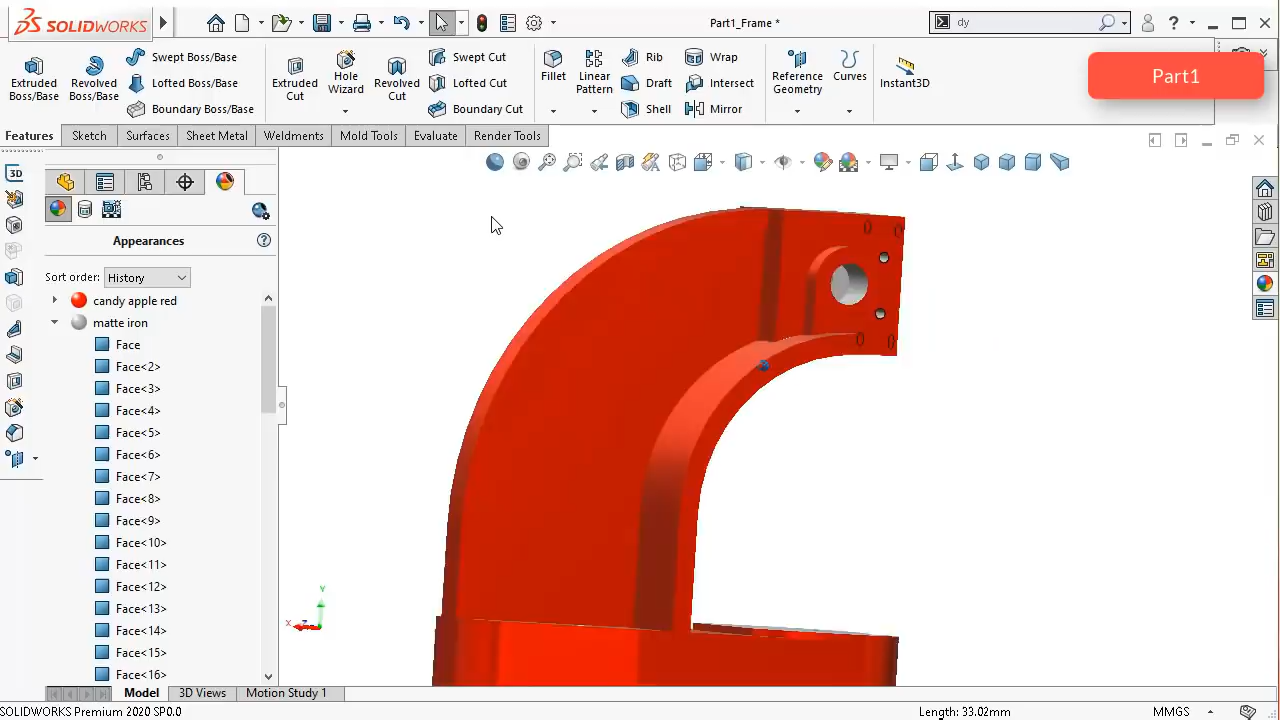 SOLIDWORKS
Part1_Frame *
dy
Part1
Extruded Boss/Base
Revolved Boss/Base
Swept Boss/Base
Lofted Boss/Base
Boundary Boss/Base
Extruded Cut
Hole Wizard
Revolved Cut
Swept Cut
Lofted Cut
Boundary Cut
Fillet
Linear Pattern
Rib
Draft
Shell
Wrap
Intersect
Mirror
Reference Geometry
Curves
Instant3D
Features Sketch Surfaces Sheet Metal Weldments Mold Tools Evaluate Render Tools
3D
Appearances
Sort order: History
candy apple red
matte iron
Face
Face<2>
Face<3>
Face<4>
Face<5>
Face<6>
Face<7>
Face<8>
Face<9>
Face<10>
Face<11>
Face<12>
Face<13>
Face<14>
Face<15>
Face<16>
Y
X
Z
Model 3D Views Motion Study 1
SOLIDWORKS Premium 2020 SP0.0
Length: 33.02mm
MMGS